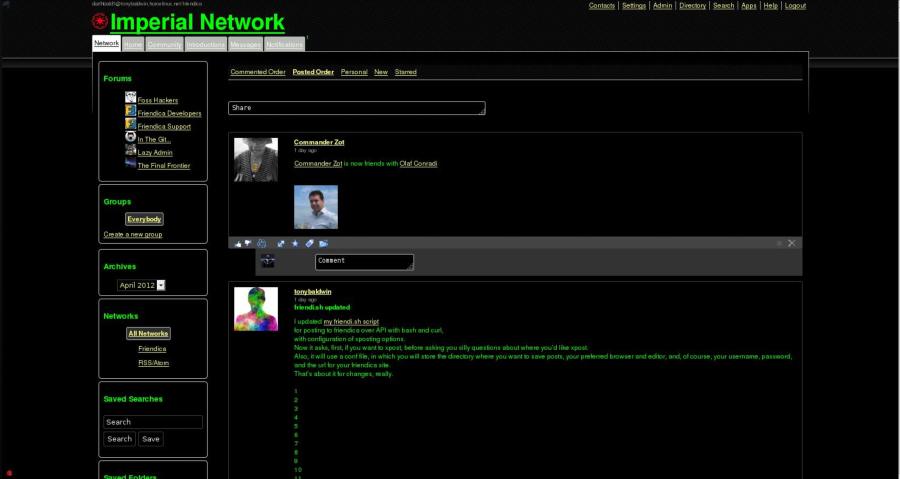 Contacts | Settings | Admin | Directory | Search | Apps | Help | Logout
Imperial Network
Network Home Community Introductions Messages Notifications 1
Forums
Foss Hackers
Friendica Developers
Friendica Support
In The Git...
Lazy Admin
The Final Frontier
Groups
Everybody
Create a new group
Archives
April 2012
Networks
All Networks
Friendica
RSS/Atom
Saved Searches
Search
Search Save
Saved Folders
Commented Order Posted Order Personal New Starred
Share
Commander Zot
1 day ago
Commander Zot is now friends with Olaf Conradi
Comment
tonybaldwin
1 day ago
friendi.sh updated
I updated my friendi.sh script
for posting to friendica over API with bash and curl,
with configuration of xposting options.
Now it asks, first, if you want to xpost, before asking you silly questions about where you'd like xpost.
Also, it will use a conf file, in which you will store the directory where you want to save posts, your preferred browser and editor, and, of course, your username, password,
and the url for your friendica site.
That's about it for changes, really.
1
2
3
4
5
6
7
8
9
10
11